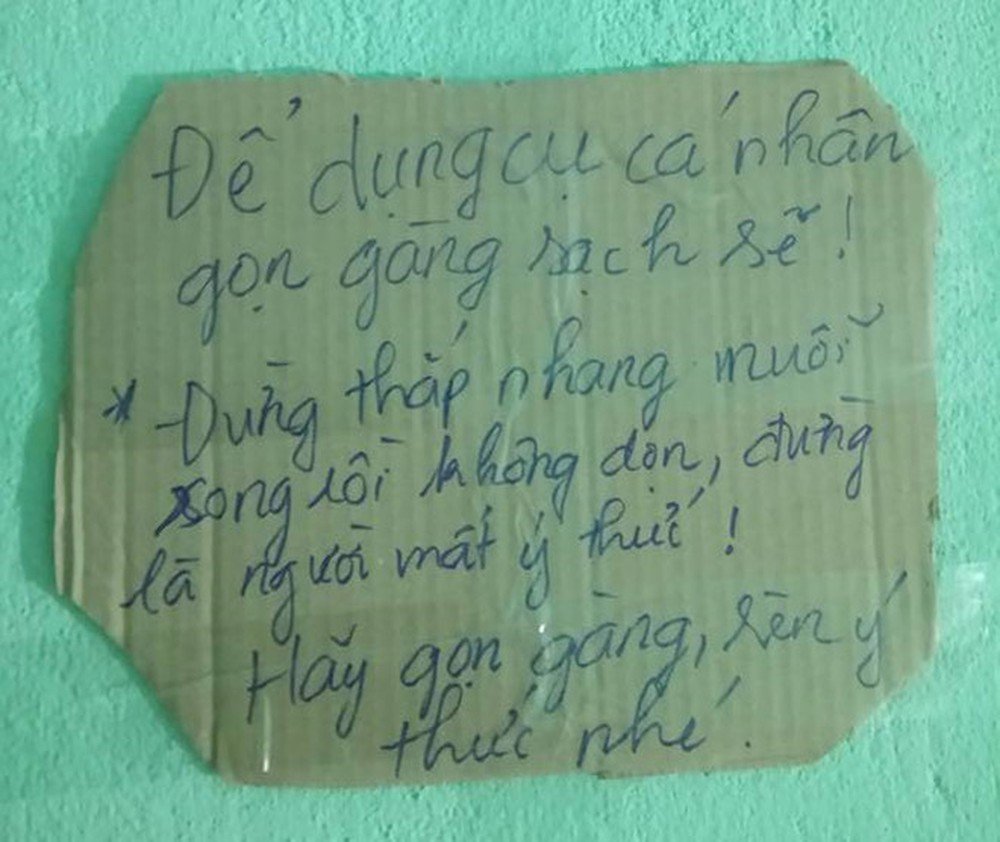 Để dụng cụ cá nhân
gọn gàng sạch sẽ!
* Đừng thắp nhang muỗi
xong rồi không dọn, đừng
là người mất ý thức!
Hãy gọn gàng, rèn ý
thức nhé.